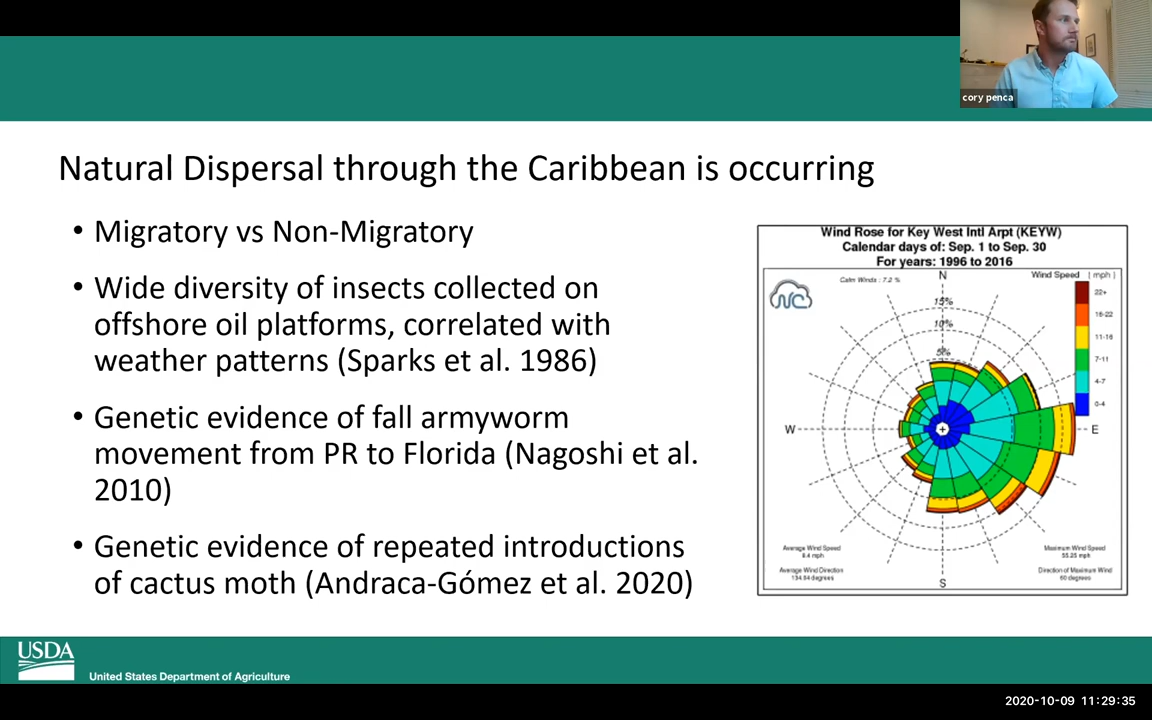 cory penca
Natural Dispersal through the Caribbean is occurring
• Migratory vs Non-Migratory
• Wide diversity of insects collected on
offshore oil platforms, correlated with
weather patterns (Sparks et al. 1986)
• Genetic evidence of fall armyworm
movement from PR to Florida (Nagoshi et al.
2010)
• Genetic evidence of repeated introductions
of cactus moth (Andraca-Gómez et al. 2020)
Wind Rose for Key West Intl Arpt (KEYW)
Calendar days of: Sep. 1 to Sep. 30
For years: 1996 to 2016
NC
Calm Winds : 7.2 %
N
Wind Speed ( mph )
22+
16-22
11-16
7-11
4-7
0-4
15%
10%
5%
W
E
S
Average Wind Speed
8.4 mph
Average Wind Direction
134.84 degrees
Maximum Wind Speed
55.25 mph
Direction of Maximum Wind
60 degrees
USDA
United States Department of Agriculture
2020-10-09 11:29:35